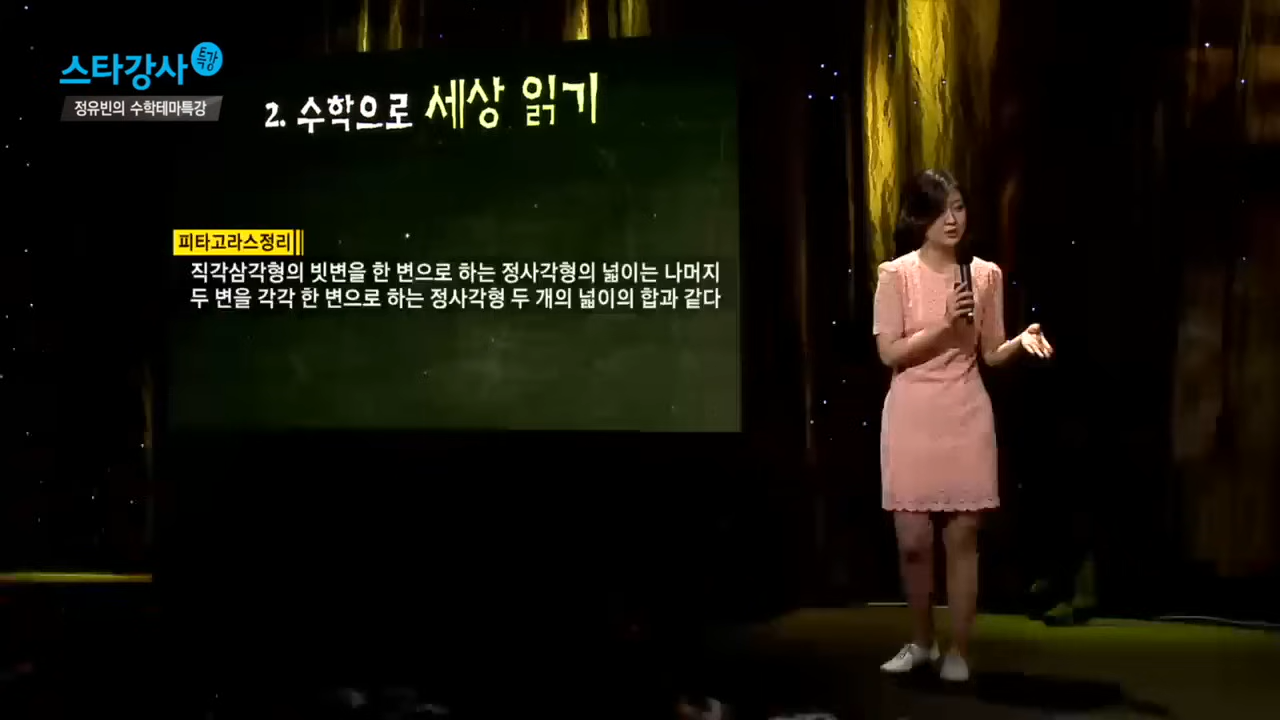 스타강사 특강
정유빈의 수학테마특강
2. 수학으로 세상 읽기
피타고라스정리
직각삼각형의 빗변을 한 변으로 하는 정사각형의 넓이는 나머지
두 변을 각각 한 변으로 하는 정사각형 두 개의 넓이의 합과 같다